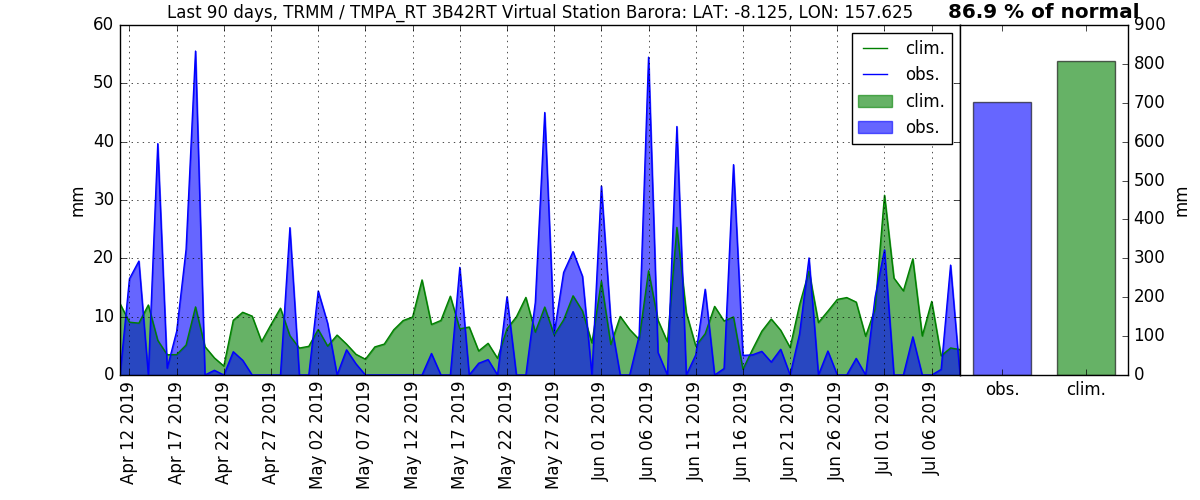 Last 90 days, TRMM / TMPA_RT 3B42RT Virtual Station Barora: LAT: -8.125, LON: 157.625
86.9 % of normal
60
50
40
30
20
10
0
mm
clim.
obs.
clim.
obs.
900
800
700
600
500
400
300
200
100
0
mm
Apr 12 2019
Apr 17 2019
Apr 22 2019
Apr 27 2019
May 02 2019
May 07 2019
May 12 2019
May 17 2019
May 22 2019
May 27 2019
Jun 01 2019
Jun 06 2019
Jun 11 2019
Jun 16 2019
Jun 21 2019
Jun 26 2019
Jul 01 2019
Jul 06 2019
obs.
clim.